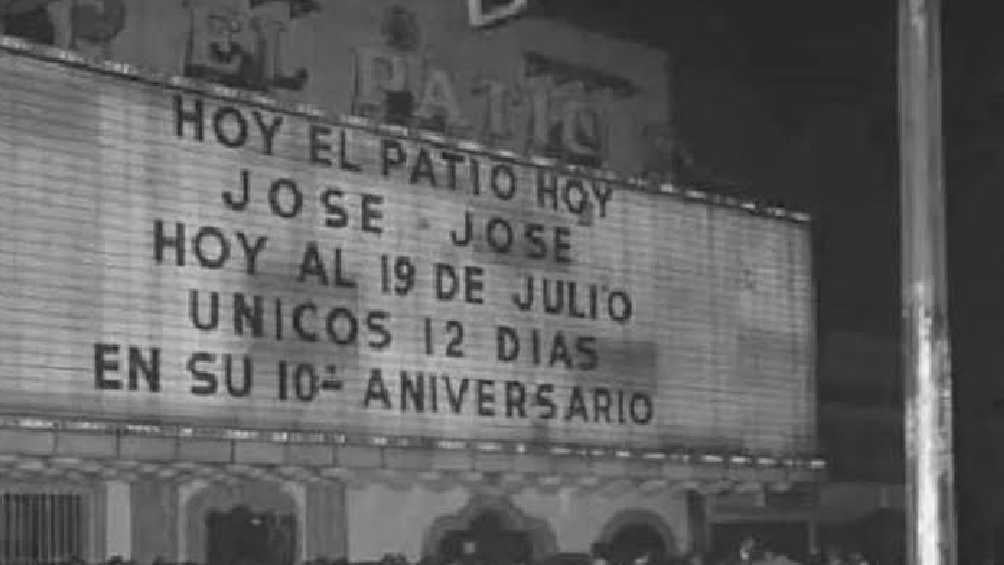 EL PATIO
HOY EL PATIO HOY
JOSE JOSE
HOY AL 19 DE JULIO
UNICOS 12 DIAS
EN SU 10º ANIVERSARIO